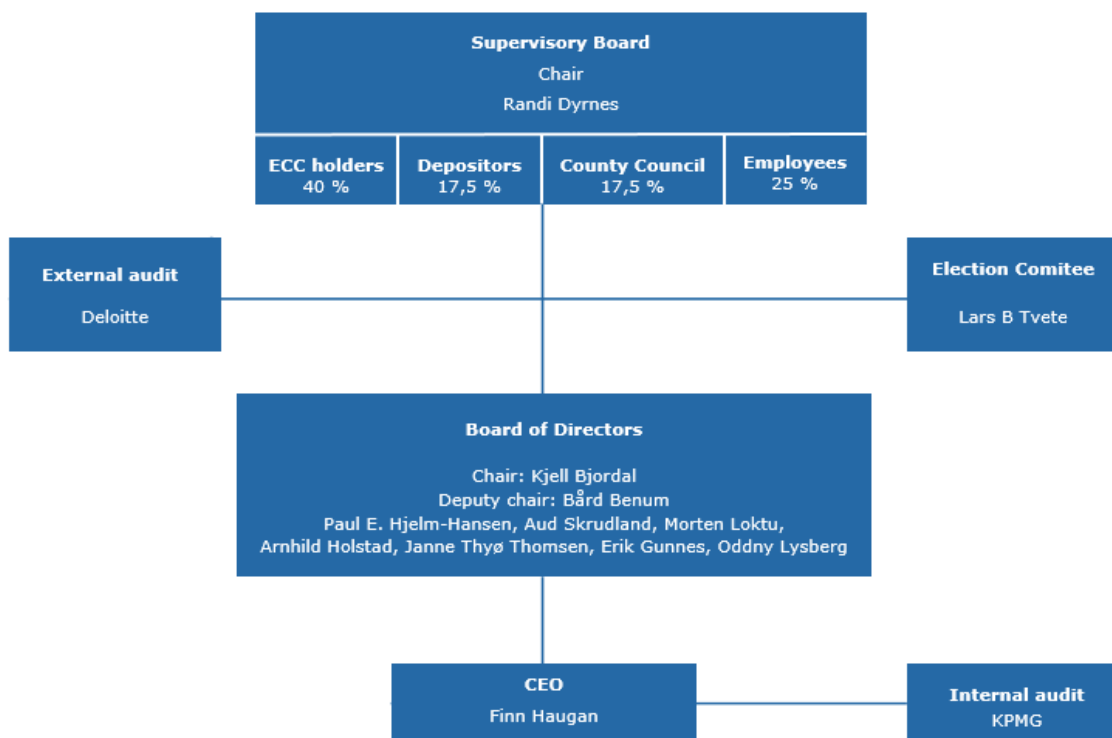 Supervisory Board
Chair
Randi Dyrnes
ECC holders
40 %
Depositors
17,5 %
County Council
17,5 %
Employees
25 %
External audit
Deloitte
Election Comitee
Lars B Tvete
Board of Directors
Chair: Kjell Bjordal
Deputy chair: Bård Benum
Paul E. Hjelm-Hansen, Aud Skrudland, Morten Loktu,
Arnhild Holstad, Janne Thyø Thomsen, Erik Gunnes, Oddny Lysberg
CEO
Finn Haugan
Internal audit
KPMG